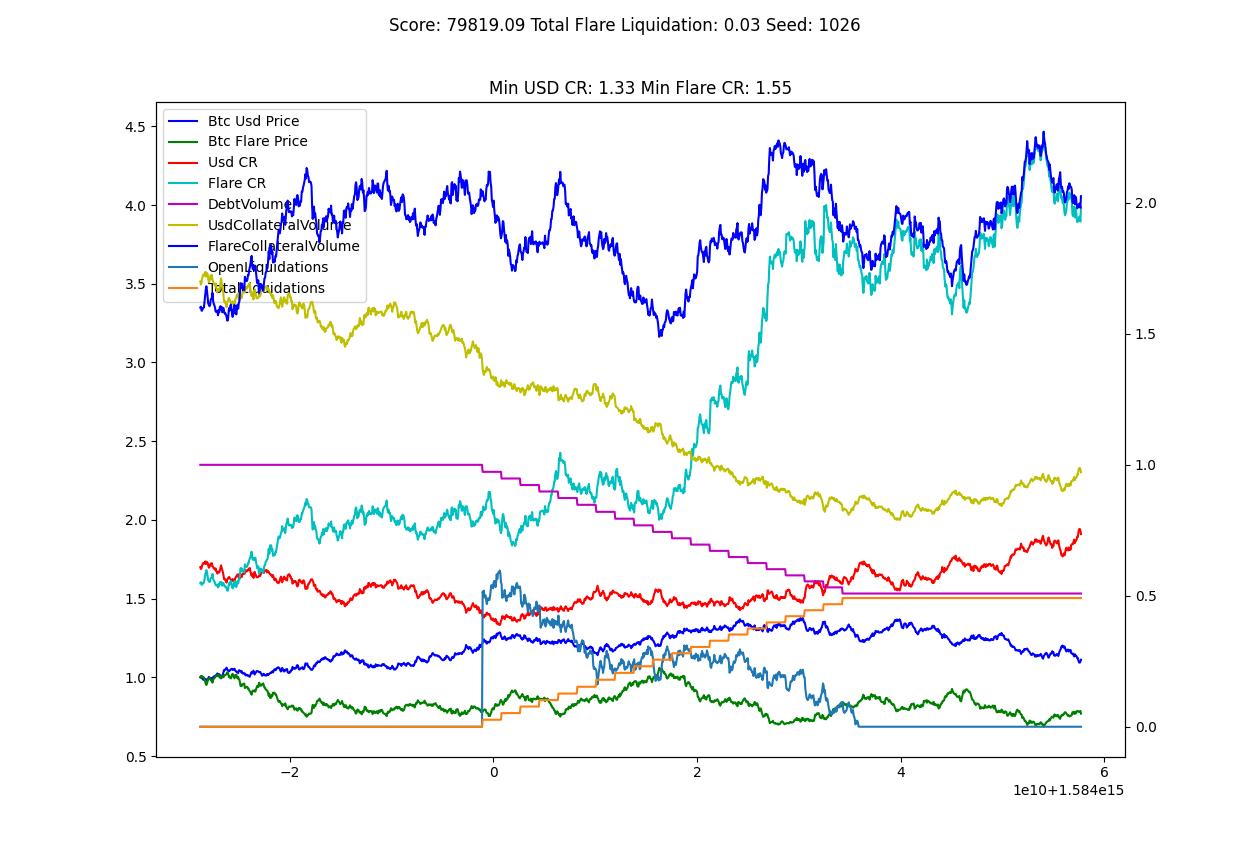 Score: 79819.09 Total Flare Liquidation: 0.03 Seed: 1026
Min USD CR: 1.33 Min Flare CR: 1.55
Btc Usd Price
Btc Flare Price
Usd CR
Flare CR
DebtVolume
UsdCollateralVolume
FlareCollateralVolume
OpenLiquidations
TotalLiquidations
4.5
4.0
3.5
3.0
2.5
2.0
1.5
1.0
0.5
2.0
1.5
1.0
0.5
0.0
−2
0
2
4
6
1e10+1.584e15